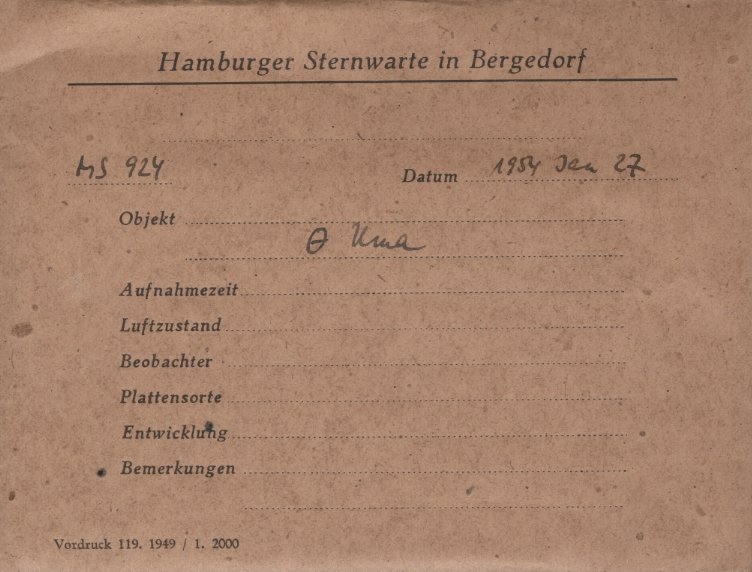 Hamburger Sternwarte in Bergedorf
MS 924 Datum 1954 Jan 27
Objekt
θ Uma
Aufnahmezeit
Luftzustand
Beobachter
Plattensorte
Entwicklung
Bemerkungen
Vordruck 119. 1949 / 1. 2000